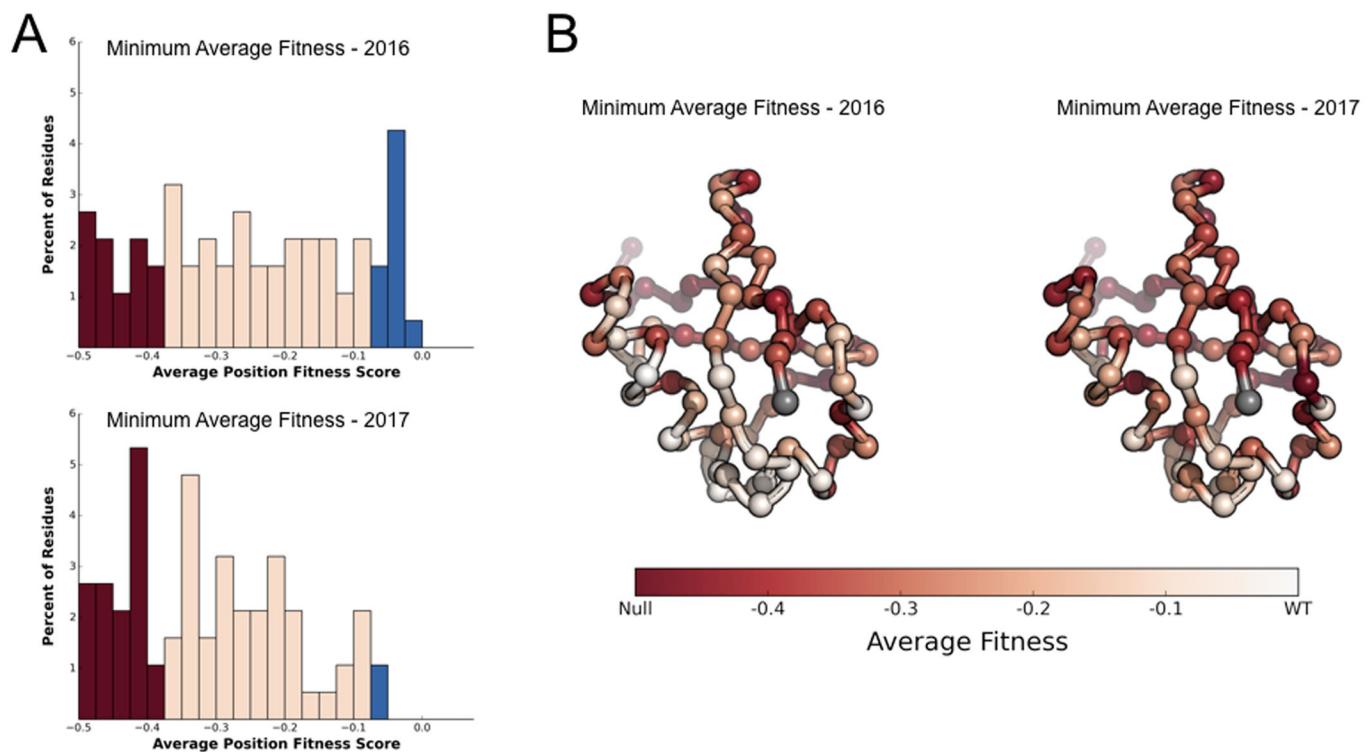 A
Minimum Average Fitness - 2016
Percent of Residues
6
5
4
3
2
1
−0.5 −0.4 −0.3 −0.2 −0.1 0.0
Average Position Fitness Score
Minimum Average Fitness - 2017
Percent of Residues
6
5
4
3
2
1
−0.5 −0.4 −0.3 −0.2 −0.1 0.0
Average Position Fitness Score
B
Minimum Average Fitness - 2016
Minimum Average Fitness - 2017
Null -0.4 -0.3 -0.2 -0.1 WT
Average Fitness